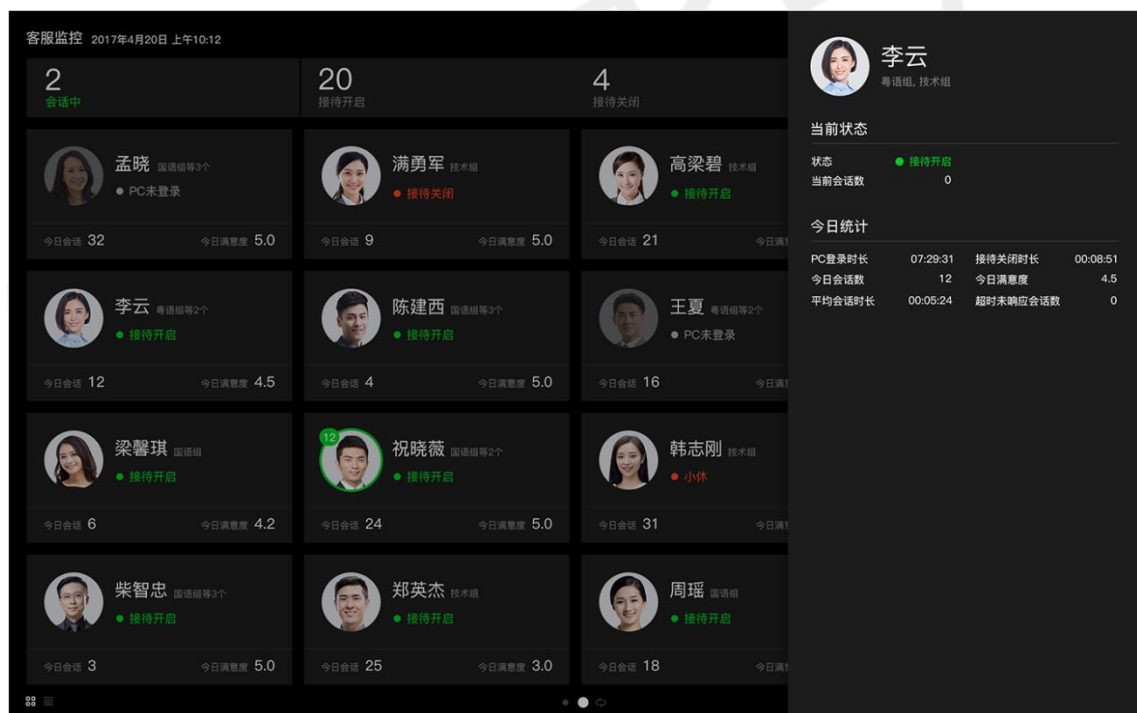 客服监控 2017年4月20日 上午10:12
2
会话中
20
接待开启
4
接待关闭
孟晓 国语组等3个
PC未登录
今日会话 32 今日满意度 5.0
满勇军 技术组
接待关闭
今日会话 9 今日满意度 5.0
高梁碧 技术组
接待开启
今日会话 21 今日满
李云 粤语组等2个
接待开启
今日会话 12 今日满意度 4.5
陈建西 国语组等3个
接待开启
今日会话 4 今日满意度 5.0
王夏 粤语组等2个
PC未登录
今日会话 16 今日满
梁馨琪 国语组
接待开启
今日会话 6 今日满意度 4.2
12
祝晓薇 国语组等2个
接待开启
今日会话 24 今日满意度 5.0
韩志刚 技术组
小休
今日会话 31 今日满
柴智忠 国语组等3个
接待开启
今日会话 3 今日满意度 5.0
郑英杰 技术组
接待开启
今日会话 25 今日满意度 3.0
周瑶 国语组
接待开启
今日会话 18 今日满
李云
粤语组, 技术组
当前状态
状态 接待开启
当前会话数 0
今日统计
PC登录时长 07:29:31 接待关闭时长 00:08:51
今日会话数 12 今日满意度 4.5
平均会话时长 00:05:24 超时未响应会话数 0